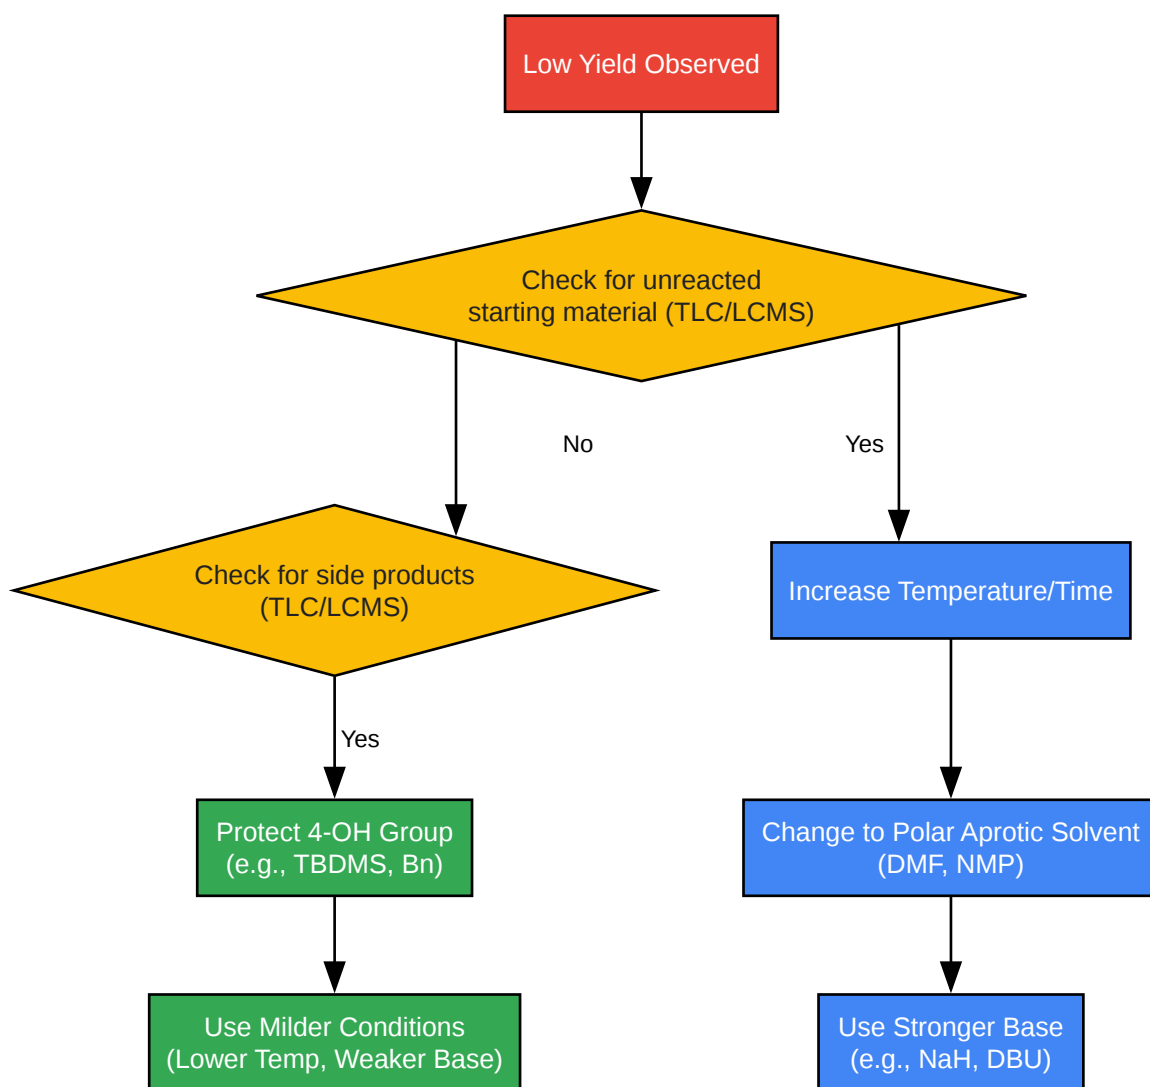 Low Yield Observed
Check for unreacted
starting material (TLC/LCMS)
No
Yes
Check for side products
(TLC/LCMS)
Increase Temperature/Time
Yes
Protect 4-OH Group
(e.g., TBDMS, Bn)
Change to Polar Aprotic Solvent
(DMF, NMP)
Use Milder Conditions
(Lower Temp, Weaker Base)
Use Stronger Base
(e.g., NaH, DBU)